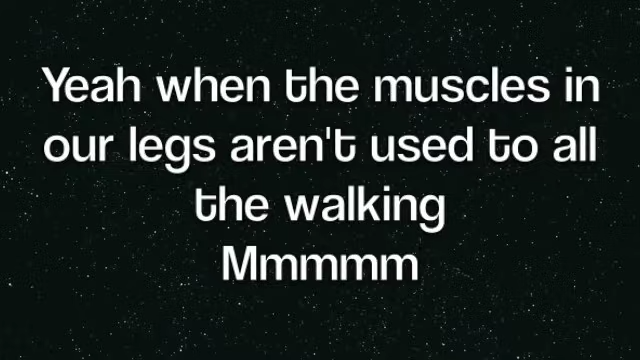 Yeah when the muscles in
our legs aren't used to all
the walking
Mmmmm